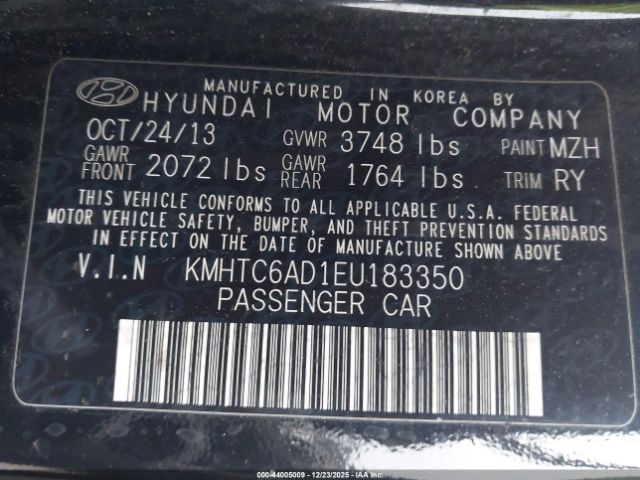 MANUFACTURED IN KOREA BY
HYUNDAI MOTOR COMPANY
OCT/24/13 GVWR 3748 lbs PAINT MZH
GAWR FRONT 2072 lbs GAWR REAR 1764 lbs TRIM RY
THIS VEHICLE CONFORMS TO ALL APPLICABLE U.S.A. FEDERAL
MOTOR VEHICLE SAFETY, BUMPER, AND THEFT PREVENTION STANDARDS
IN EFFECT ON THE DATE OF MANUFACTURE SHOWN ABOVE
V.I.N KMHTC6AD1EU183350
PASSENGER CAR
000-44005009 12/23/2025 IAAI.COM